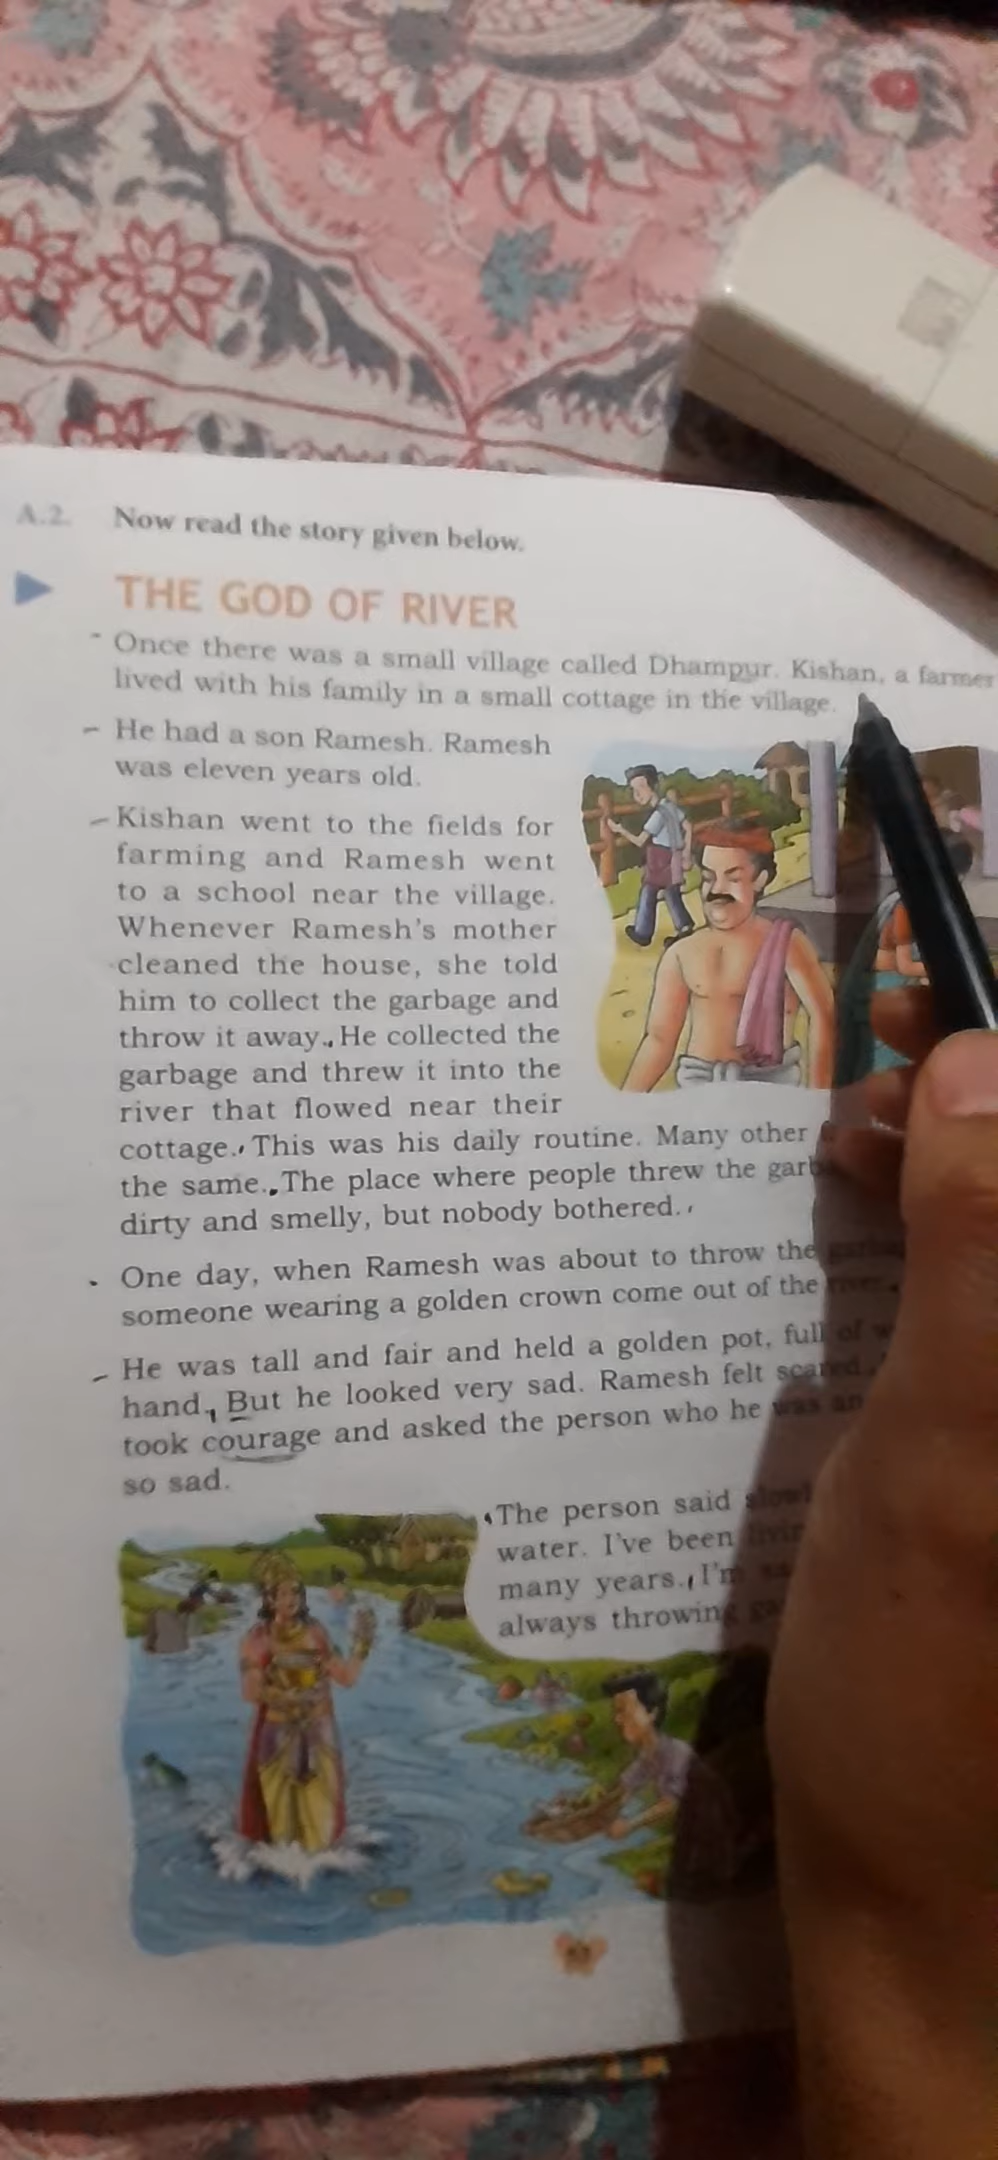 A.2. Now read the story given below.
THE GOD OF RIVER
Once there was a small village called Dhampur. Kishan, a farmer
lived with his family in a small cottage in the village.
He had a son Ramesh. Ramesh
was eleven years old.
Kishan went to the fields for
farming and Ramesh went
to a school near the village.
Whenever Ramesh's mother
cleaned the house, she told
him to collect the garbage and
throw it away. He collected the
garbage and threw it into the
river that flowed near their
cottage. This was his daily routine. Many other
the same. The place where people threw the
dirty and smelly, but nobody bothered.
One day, when Ramesh was about to throw the
someone wearing a golden crown come out of the river.
He was tall and fair and held a golden pot, full of
hand. But he looked very sad. Ramesh felt scared.
took courage and asked the person who he was
so sad.
The person said
water. I've been
many years. I'm
always throwing